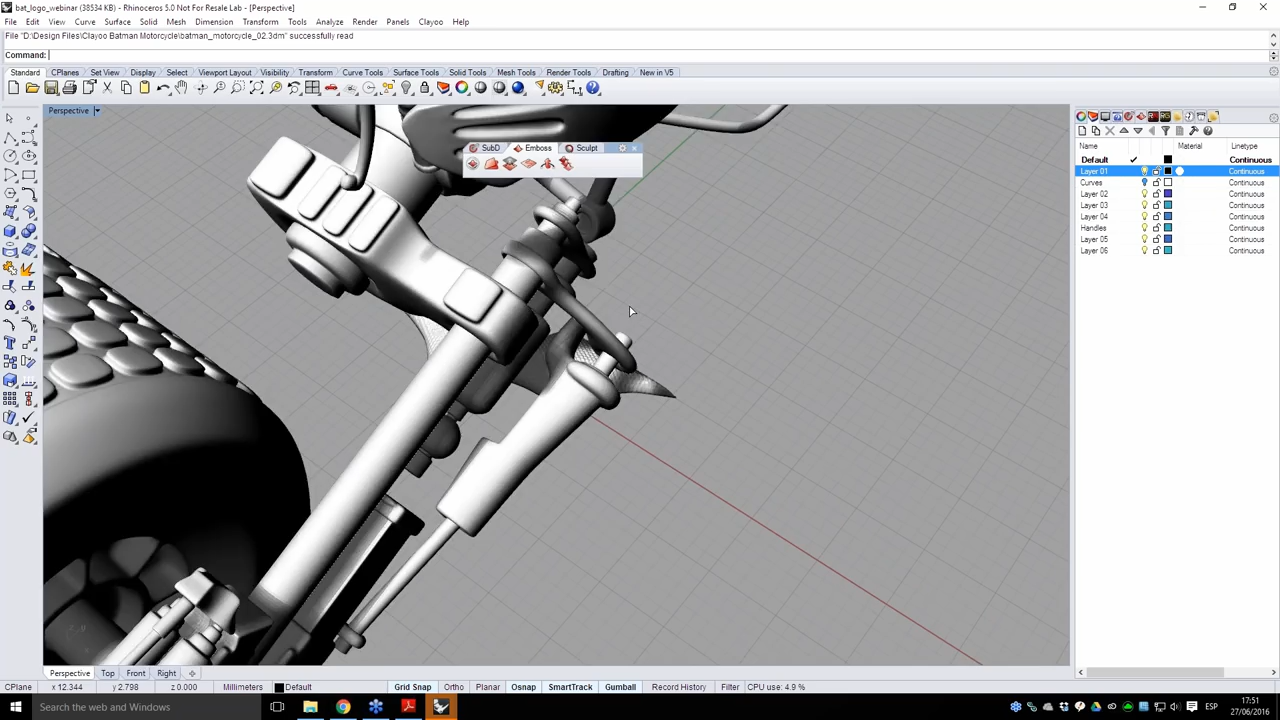 bat_logo_webinar (38534 KB) - Rhinoceros 5.0 Not For Resale Lab - [Perspective]
File Edit View Curve Surface Solid Mesh Dimension Transform Tools Analyze Render Panels Clayoo Help
File "D:\Design Files\Clayoo Batman Motorcycle\batman_motorcycle_02.3dm" successfully read
Command:
Standard CPlanes Set View Display Select Viewport Layout Visibility Transform Curve Tools Surface Tools Solid Tools Mesh Tools Render Tools Drafting New in V5
Perspective
SubD Emboss Sculpt
Name Material Linetype
Default Continuous
Layer 01 Continuous
Curves Continuous
Layer 02 Continuous
Layer 03 Continuous
Layer 04 Continuous
Handles Continuous
Layer 05 Continuous
Layer 06 Continuous
Perspective Top Front Right
CPlane x 12.344 y 2.798 z 0.000 Millimeters Default Grid Snap Ortho Planar Osnap SmartTrack Gumball Record History Filter CPU use: 4.9 %
Search the web and Windows
ESP
17:51
27/06/2016